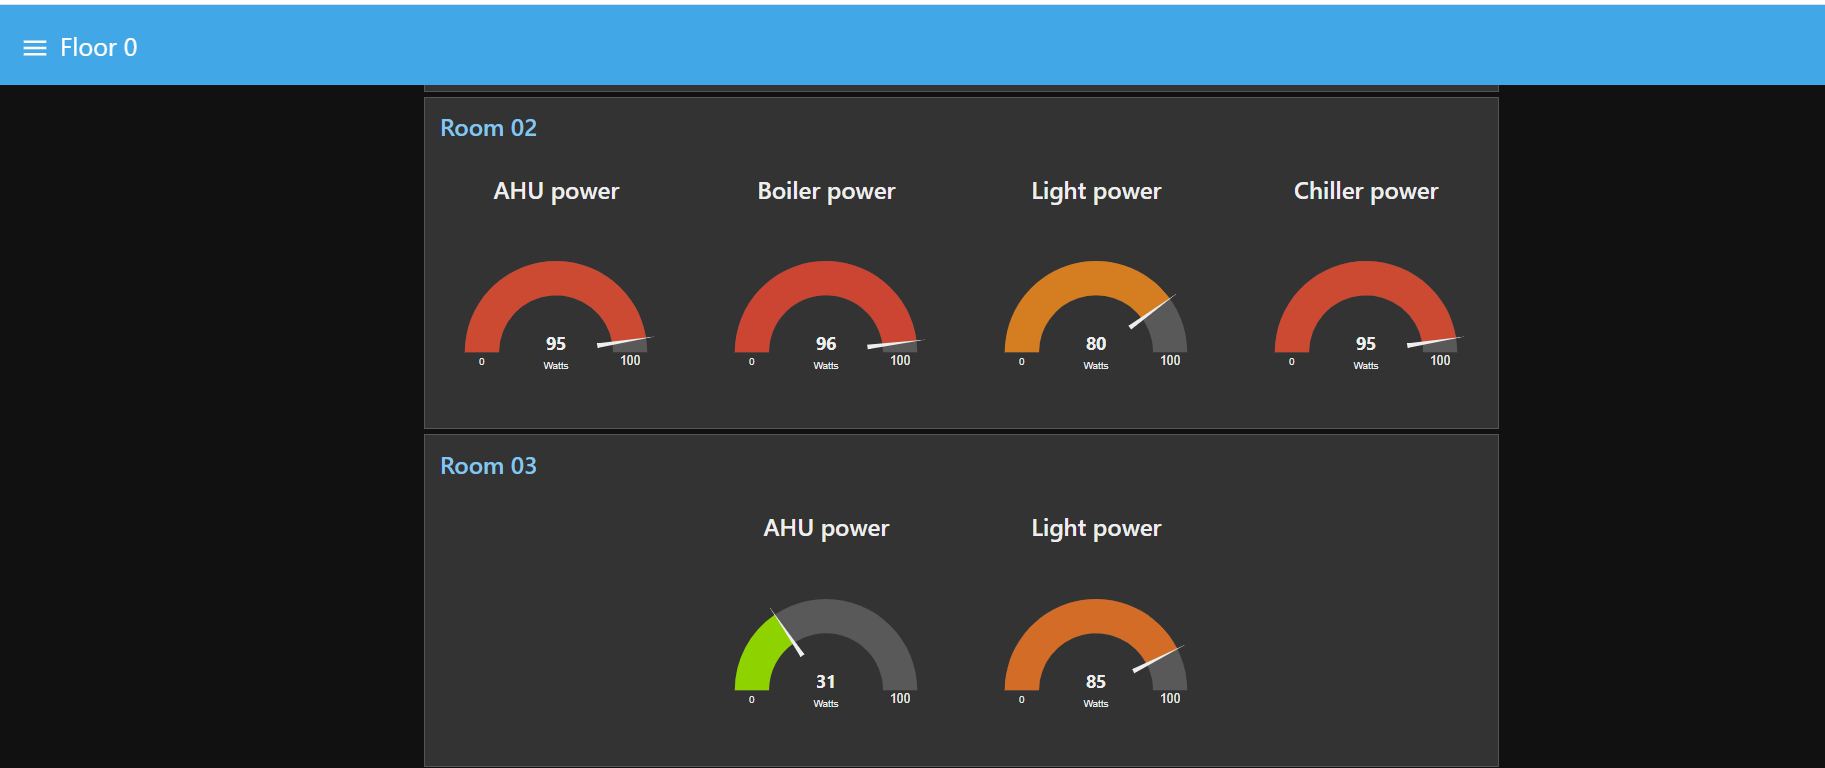 Floor 0
Room 02
AHU power
Boiler power
Light power
Chiller power
95
Watts
0
100
96
Watts
0
100
80
Watts
0
100
95
Watts
0
100
Room 03
AHU power
Light power
31
Watts
0
100
85
Watts
0
100